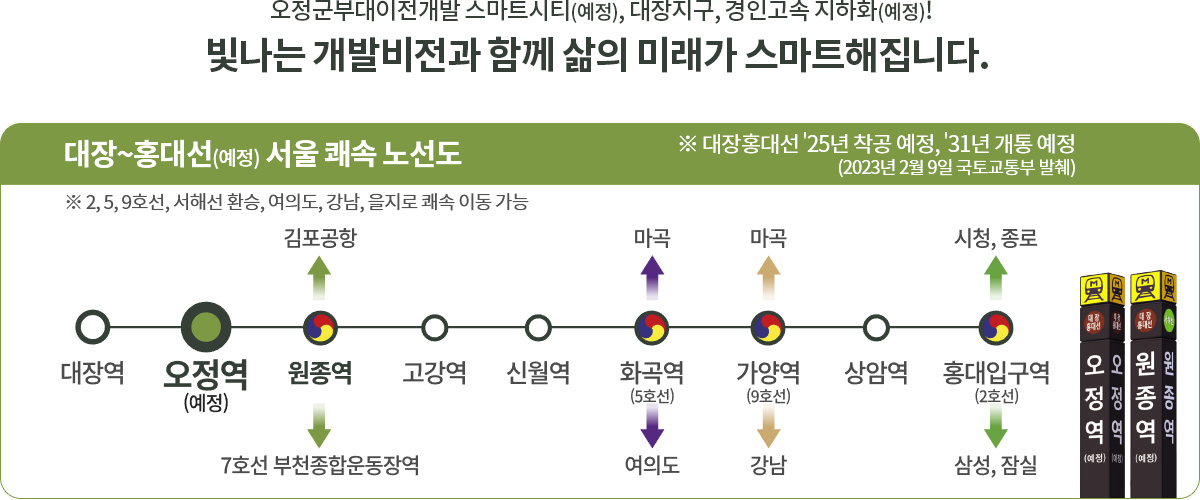 오정군부대이전개발 스마트시티(예정), 대장지구, 경인고속 지하화(예정)!
빛나는 개발비전과 함께 삶의 미래가 스마트해집니다.
대장~홍대선(예정) 서울 쾌속 노선도
※ 대장홍대선 '25년 착공 예정, '31년 개통 예정
(2023년 2월 9일 국토교통부 발췌)
※ 2, 5, 9호선, 서해선 환승, 여의도, 강남, 을지로 쾌속 이동 가능
김포공항 마곡 마곡 시청, 종로
대장역 오정역 원종역 고강역 신월역 화곡역 가양역 상암역 홍대입구역
(예정) (5호선) (9호선) (2호선)
7호선 부천종합운동장역 여의도 강남 삼성, 잠실
M M
대장
홍대선
대장
홍대선
대장
홍대선
서해선
오정역
(예정)
오정역
(예정)
원종역
(예정)
원종역